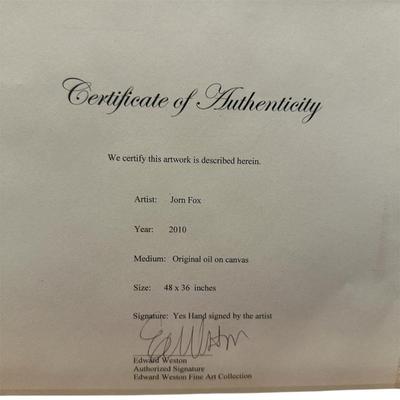 Certificate of Authenticity
We certify this artwork is described herein.
Artist: Jorn Fox
Year: 2010
Medium: Original oil on canvas
Size: 48 x 36 inches
Signature: Yes Hand signed by the artist
Ed Weston
Edward Weston
Authorized Signature
Edward Weston Fine Art Collection